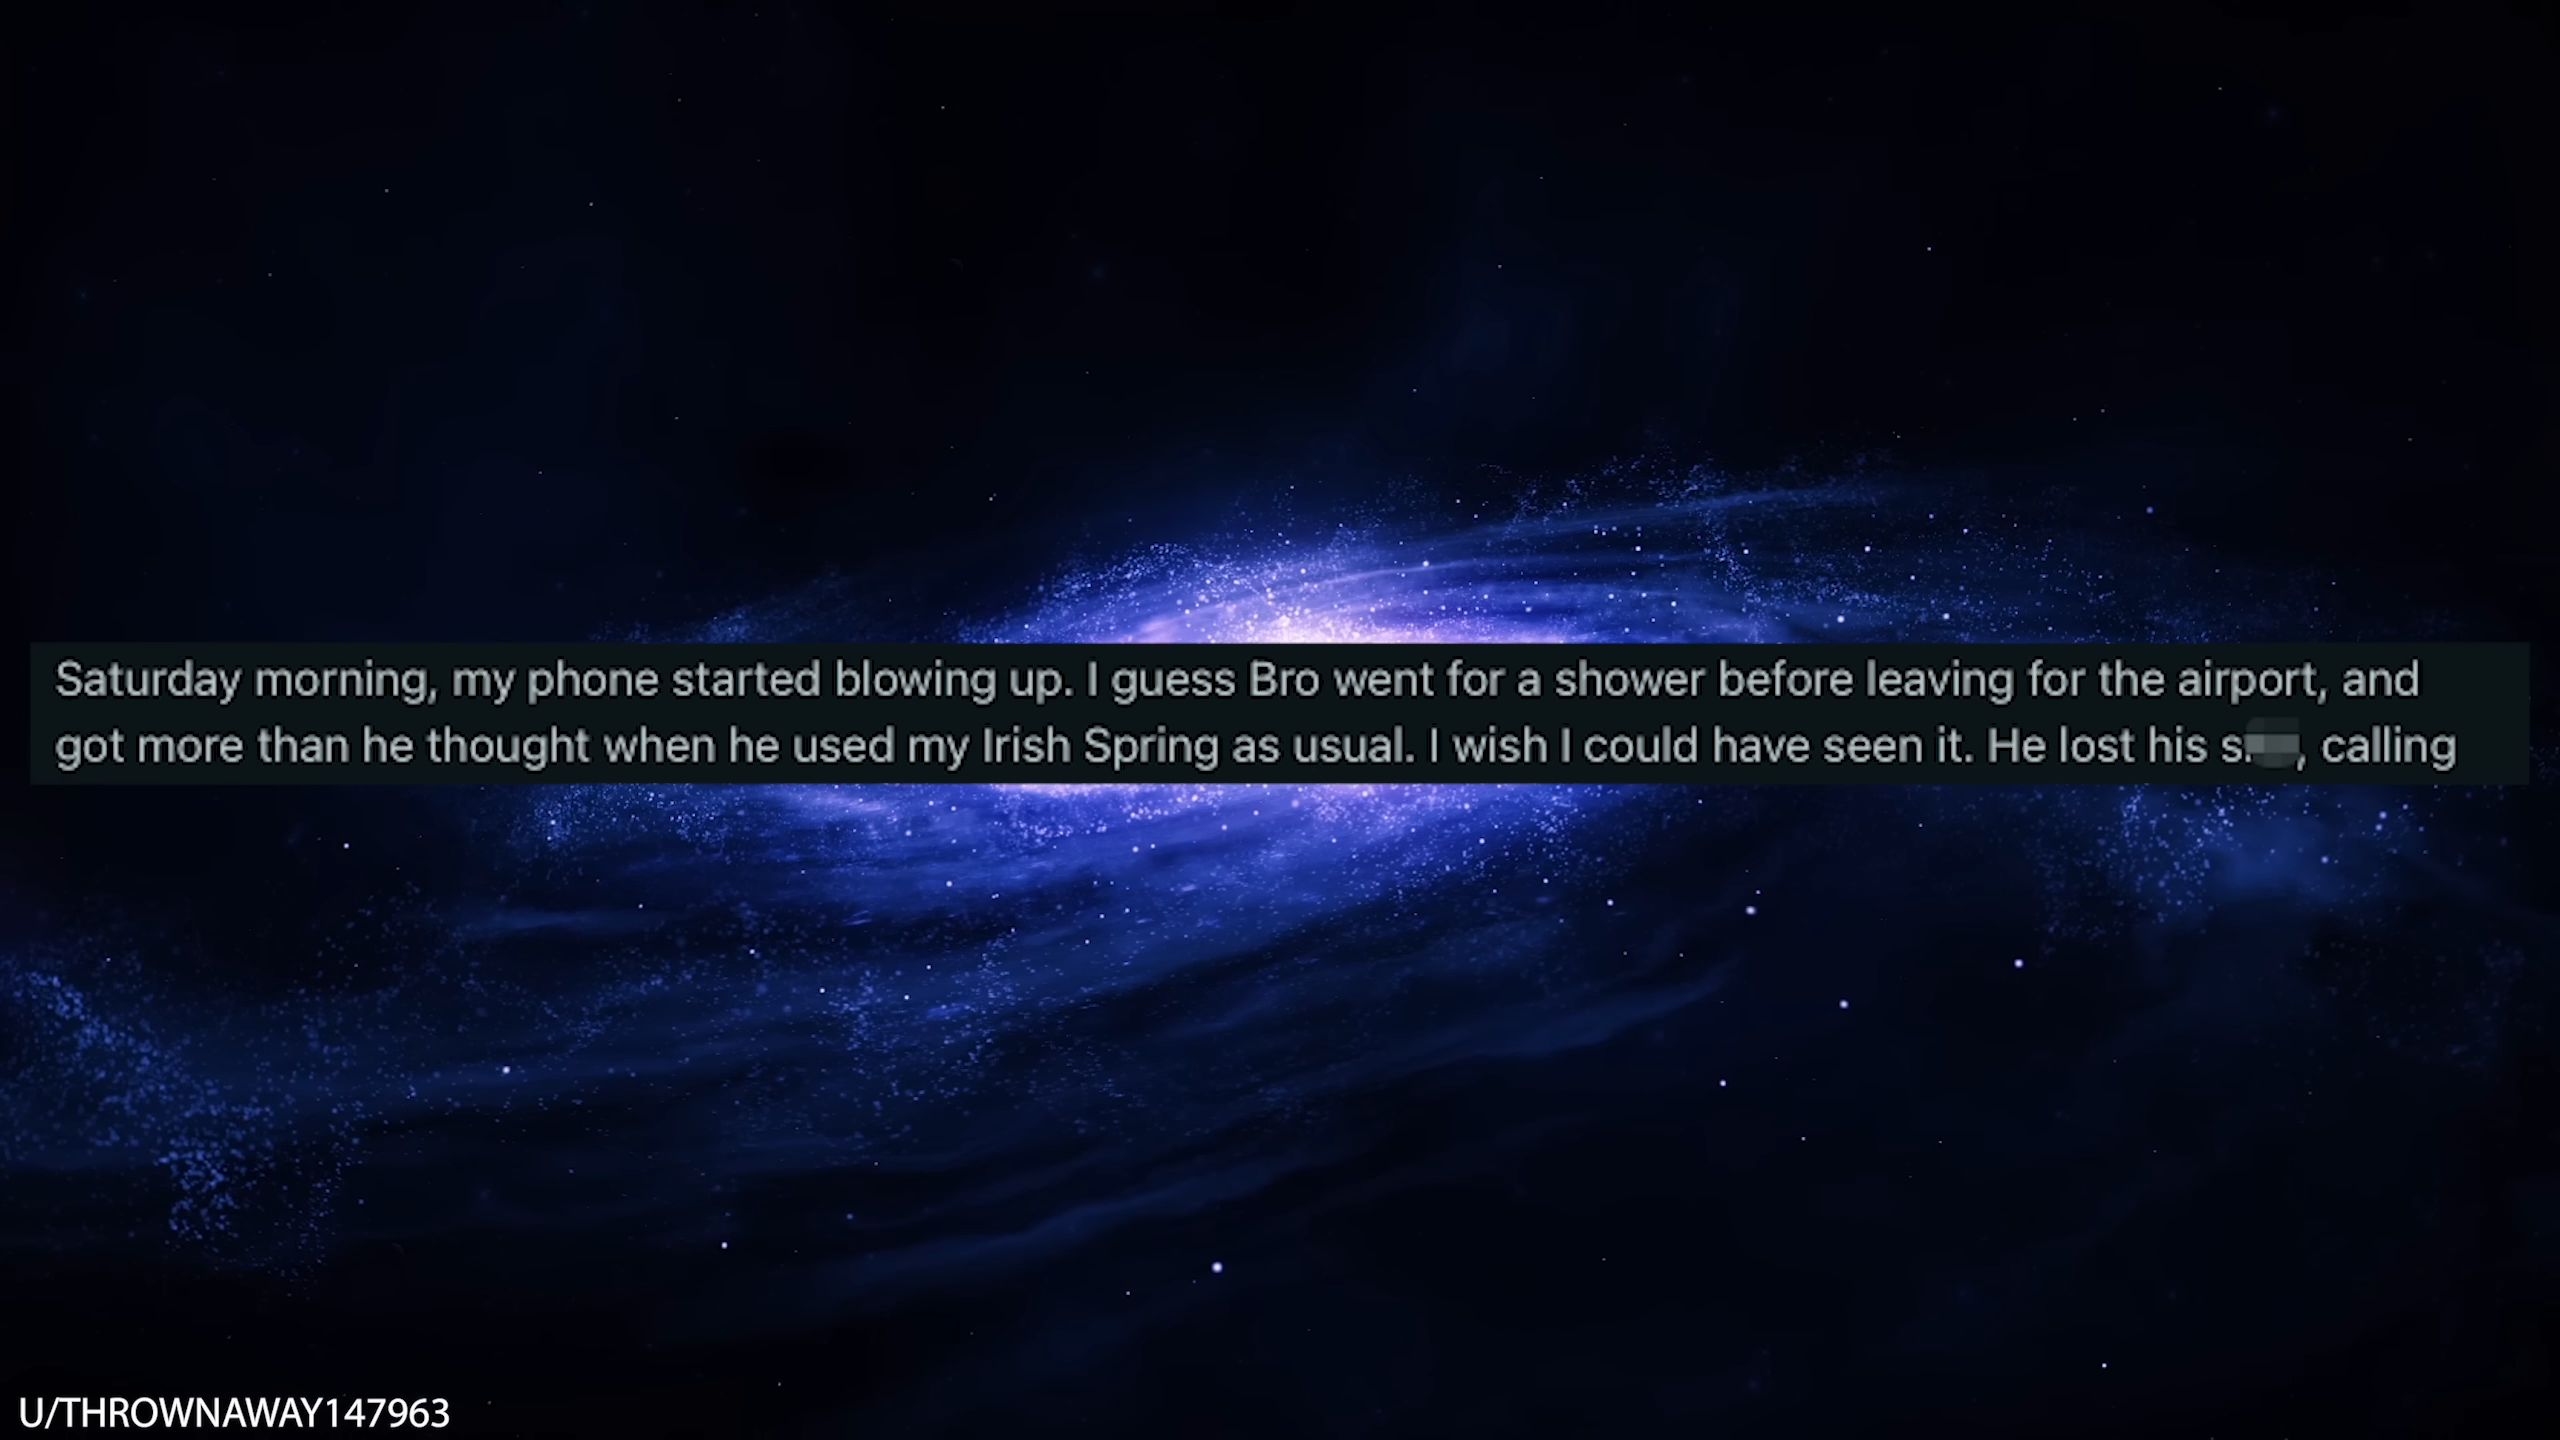 Saturday morning, my phone started blowing up. I guess Bro went for a shower before leaving for the airport, and
got more than he thought when he used my Irish Spring as usual. I wish I could have seen it. He lost his s, calling
U/THROWNAWAY147963